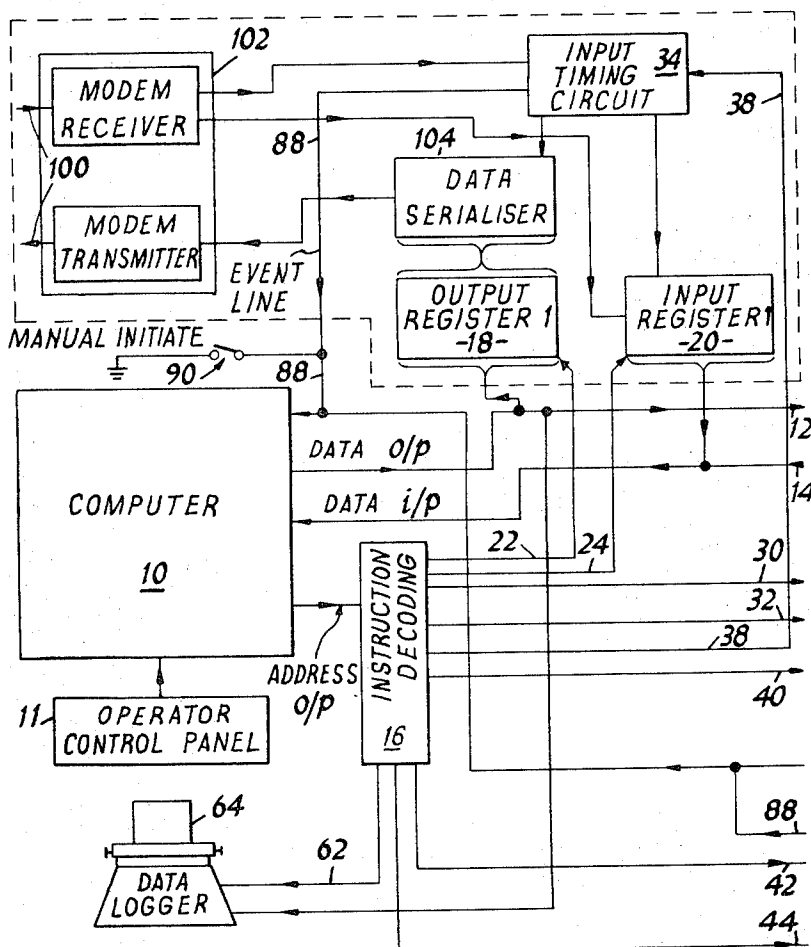 102
MODEM
RECEIVER
INPUT
TIMING
CIRCUIT
34
38
88
100
104
DATA
SERIALISER
MODEM
TRANSMITTER
EVENT
LINE
OUTPUT
REGISTER 1
-18-
INPUT
REGISTER 1
-20-
MANUAL INITIATE
90
88
12
DATA o/p
14
DATA i/p
COMPUTER
10
22
24
30
32
38
40
INSTRUCTION
DECODING
16
ADDRESS
o/p
11
OPERATOR
CONTROL PANEL
64
88
62
42
DATA
LOGGER
44